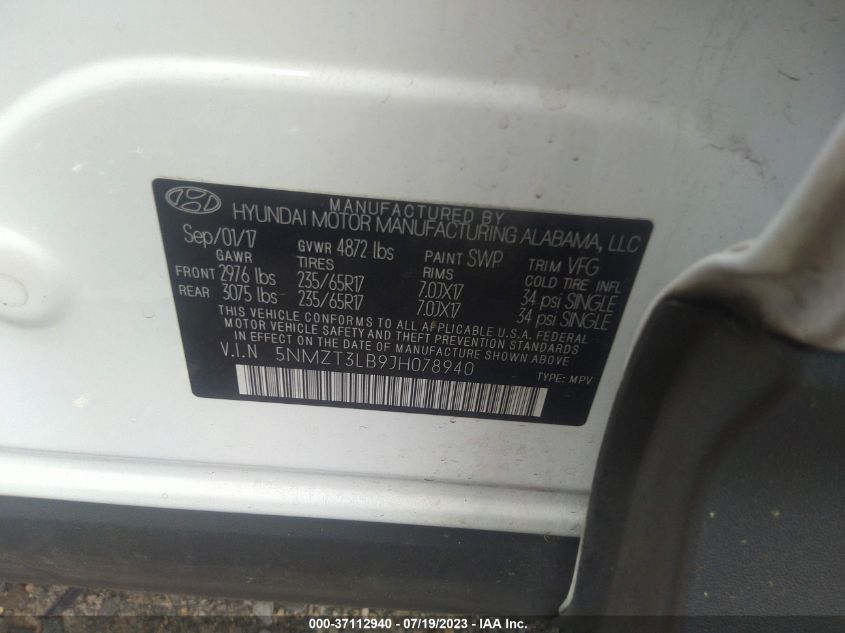 MANUFACTURED BY
HYUNDAI MOTOR MANUFACTURING ALABAMA, LLC
Sep/01/17 GVWR 4872 lbs PAINT SWP TRIM VFG
GAWR TIRES RIMS COLD TIRE INFL
FRONT 2976 lbs 235/65R17 7.0JX17 34 psi SINGLE
REAR 3075 lbs 235/65R17 7.0JX17 34 psi SINGLE
THIS VEHICLE CONFORMS TO ALL APPLICABLE U.S.A. FEDERAL
MOTOR VEHICLE SAFETY AND THEFT PREVENTION STANDARDS
IN EFFECT ON THE DATE OF MANUFACTURE SHOWN ABOVE.
V.I.N 5NMZT3LB9JH078940
TYPE: MPV
000-37112940 - 07/19/2023 - IAA Inc.